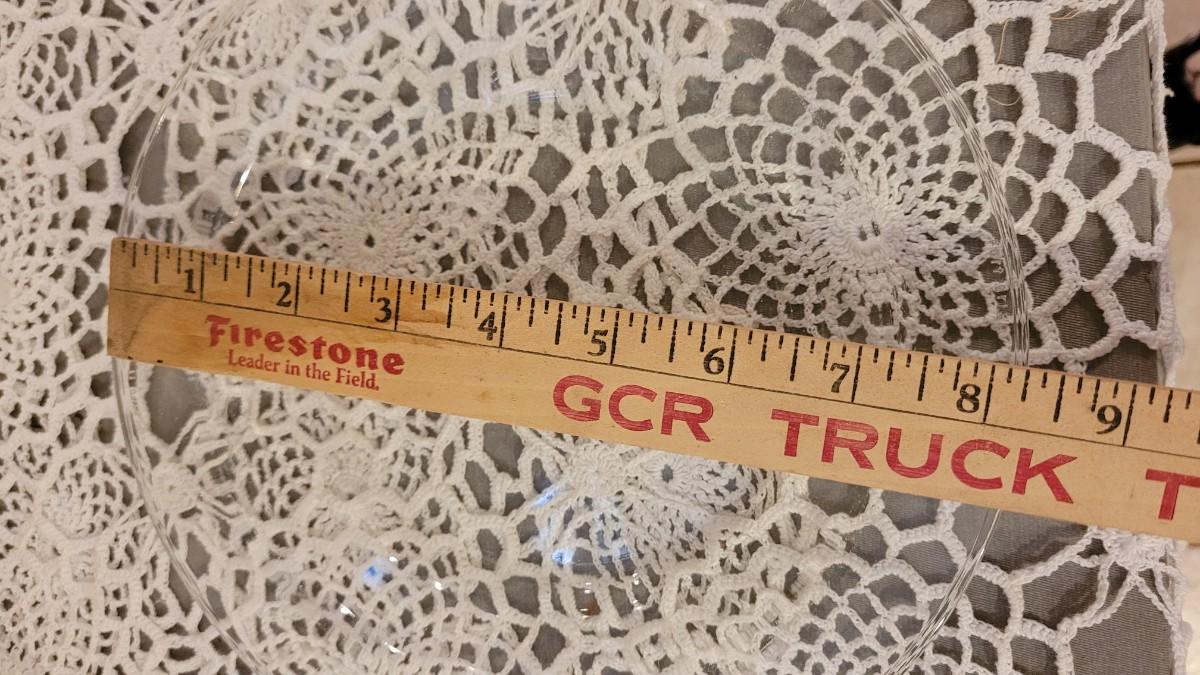 1 2 3 4 5 6 7 8 9
Firestone
Leader in the Field.
GCR TRUCK T